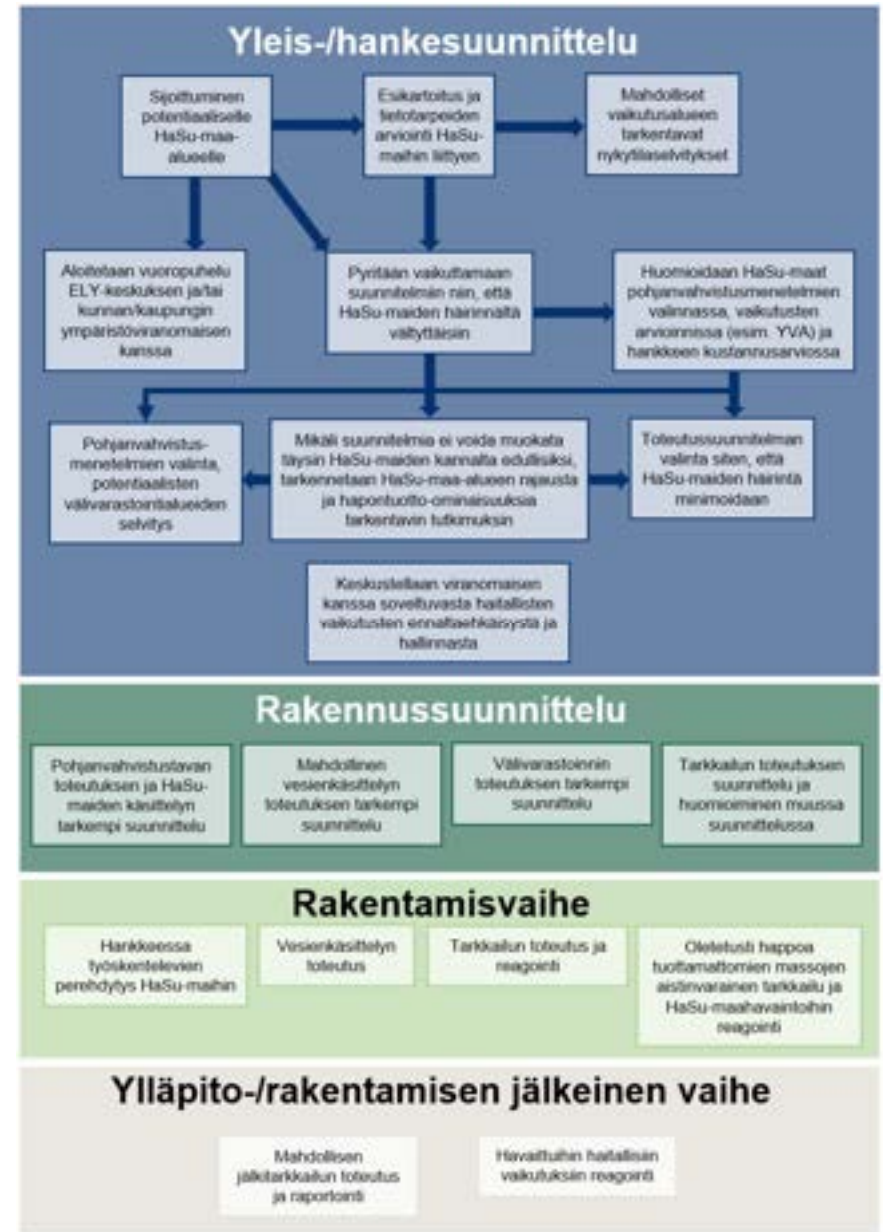 Yleis-/hankesuunnittelu
Sijoittuminen
potentiaaliselle
HaSu-maa-
alueelle
Esikartoitus ja
tietotarpeiden
arviointi HaSu-
maihin liittyen
Mahdolliset
vaikutusalueen
tarkentavat
nykytilaselvitykset
Aloitetaan vuoropuhelu
ELY-keskuksen ja/tai
kunnan/kaupungin
ympäristöviranomaisen
kanssa
Pyritään vaikuttamaan
suunnitelmiin niin, että
HaSu-maiden häirinnältä
vältyttäisiin
Huomioidaan HaSu-maat
pohjanvahvistusmenetelmien
valinnassa, vaikutusten
arvioinnissa (esim. YVA) ja
hankkeen kustannusarviossa
Pohjanvahvistus-
menetelmien valinta,
potentiaalisten
välivarastointialueiden
selvitys
Mikäli suunnitelmia ei voida muokata
täysin HaSu-maiden kannalta edullisiksi,
tarkennetaan HaSu-maa-alueen rajausta
ja hapontuotto-ominaisuuksia
tarkentavin tutkimuksin
Toteutussuunnitelman
valinta siten, että
HaSu-maiden häirintä
minimoidaan
Keskustellaan viranomaisen
kanssa soveltuvasta haitallisten
vaikutusten ennaltaehkäisystä ja
hallinnasta
Rakennussuunnittelu
Pohjanvahvistustavan
toteutuksen ja HaSu-
maiden käsittelyn
tarkempi suunnittelu
Mahdollinen
vesienkäsittelyn
toteutuksen tarkempi
suunnittelu
Välivarastoinnin
toteutuksen tarkempi
suunnittelu
Tarkkailun toteutuksen
suunnittelu ja
huomioiminen muussa
suunnittelussa
Rakentamisvaihe
Hankkeessa
työskentelevien
perehdytys HaSu-maihin
Vesienkäsittelyn
toteutus
Tarkkailun toteutus ja
reagointi
Oletetusti happoa
tuottamattomien massojen
aistinvarainen tarkkailu ja
HaSu-maahavaintoihin
reagointi
Ylläpito-/rakentamisen jälkeinen vaihe
Mahdollisen
jälkitarkkailun toteutus
ja raportointi
Havaittuihin haitallisiin
vaikutuksiin reagointi